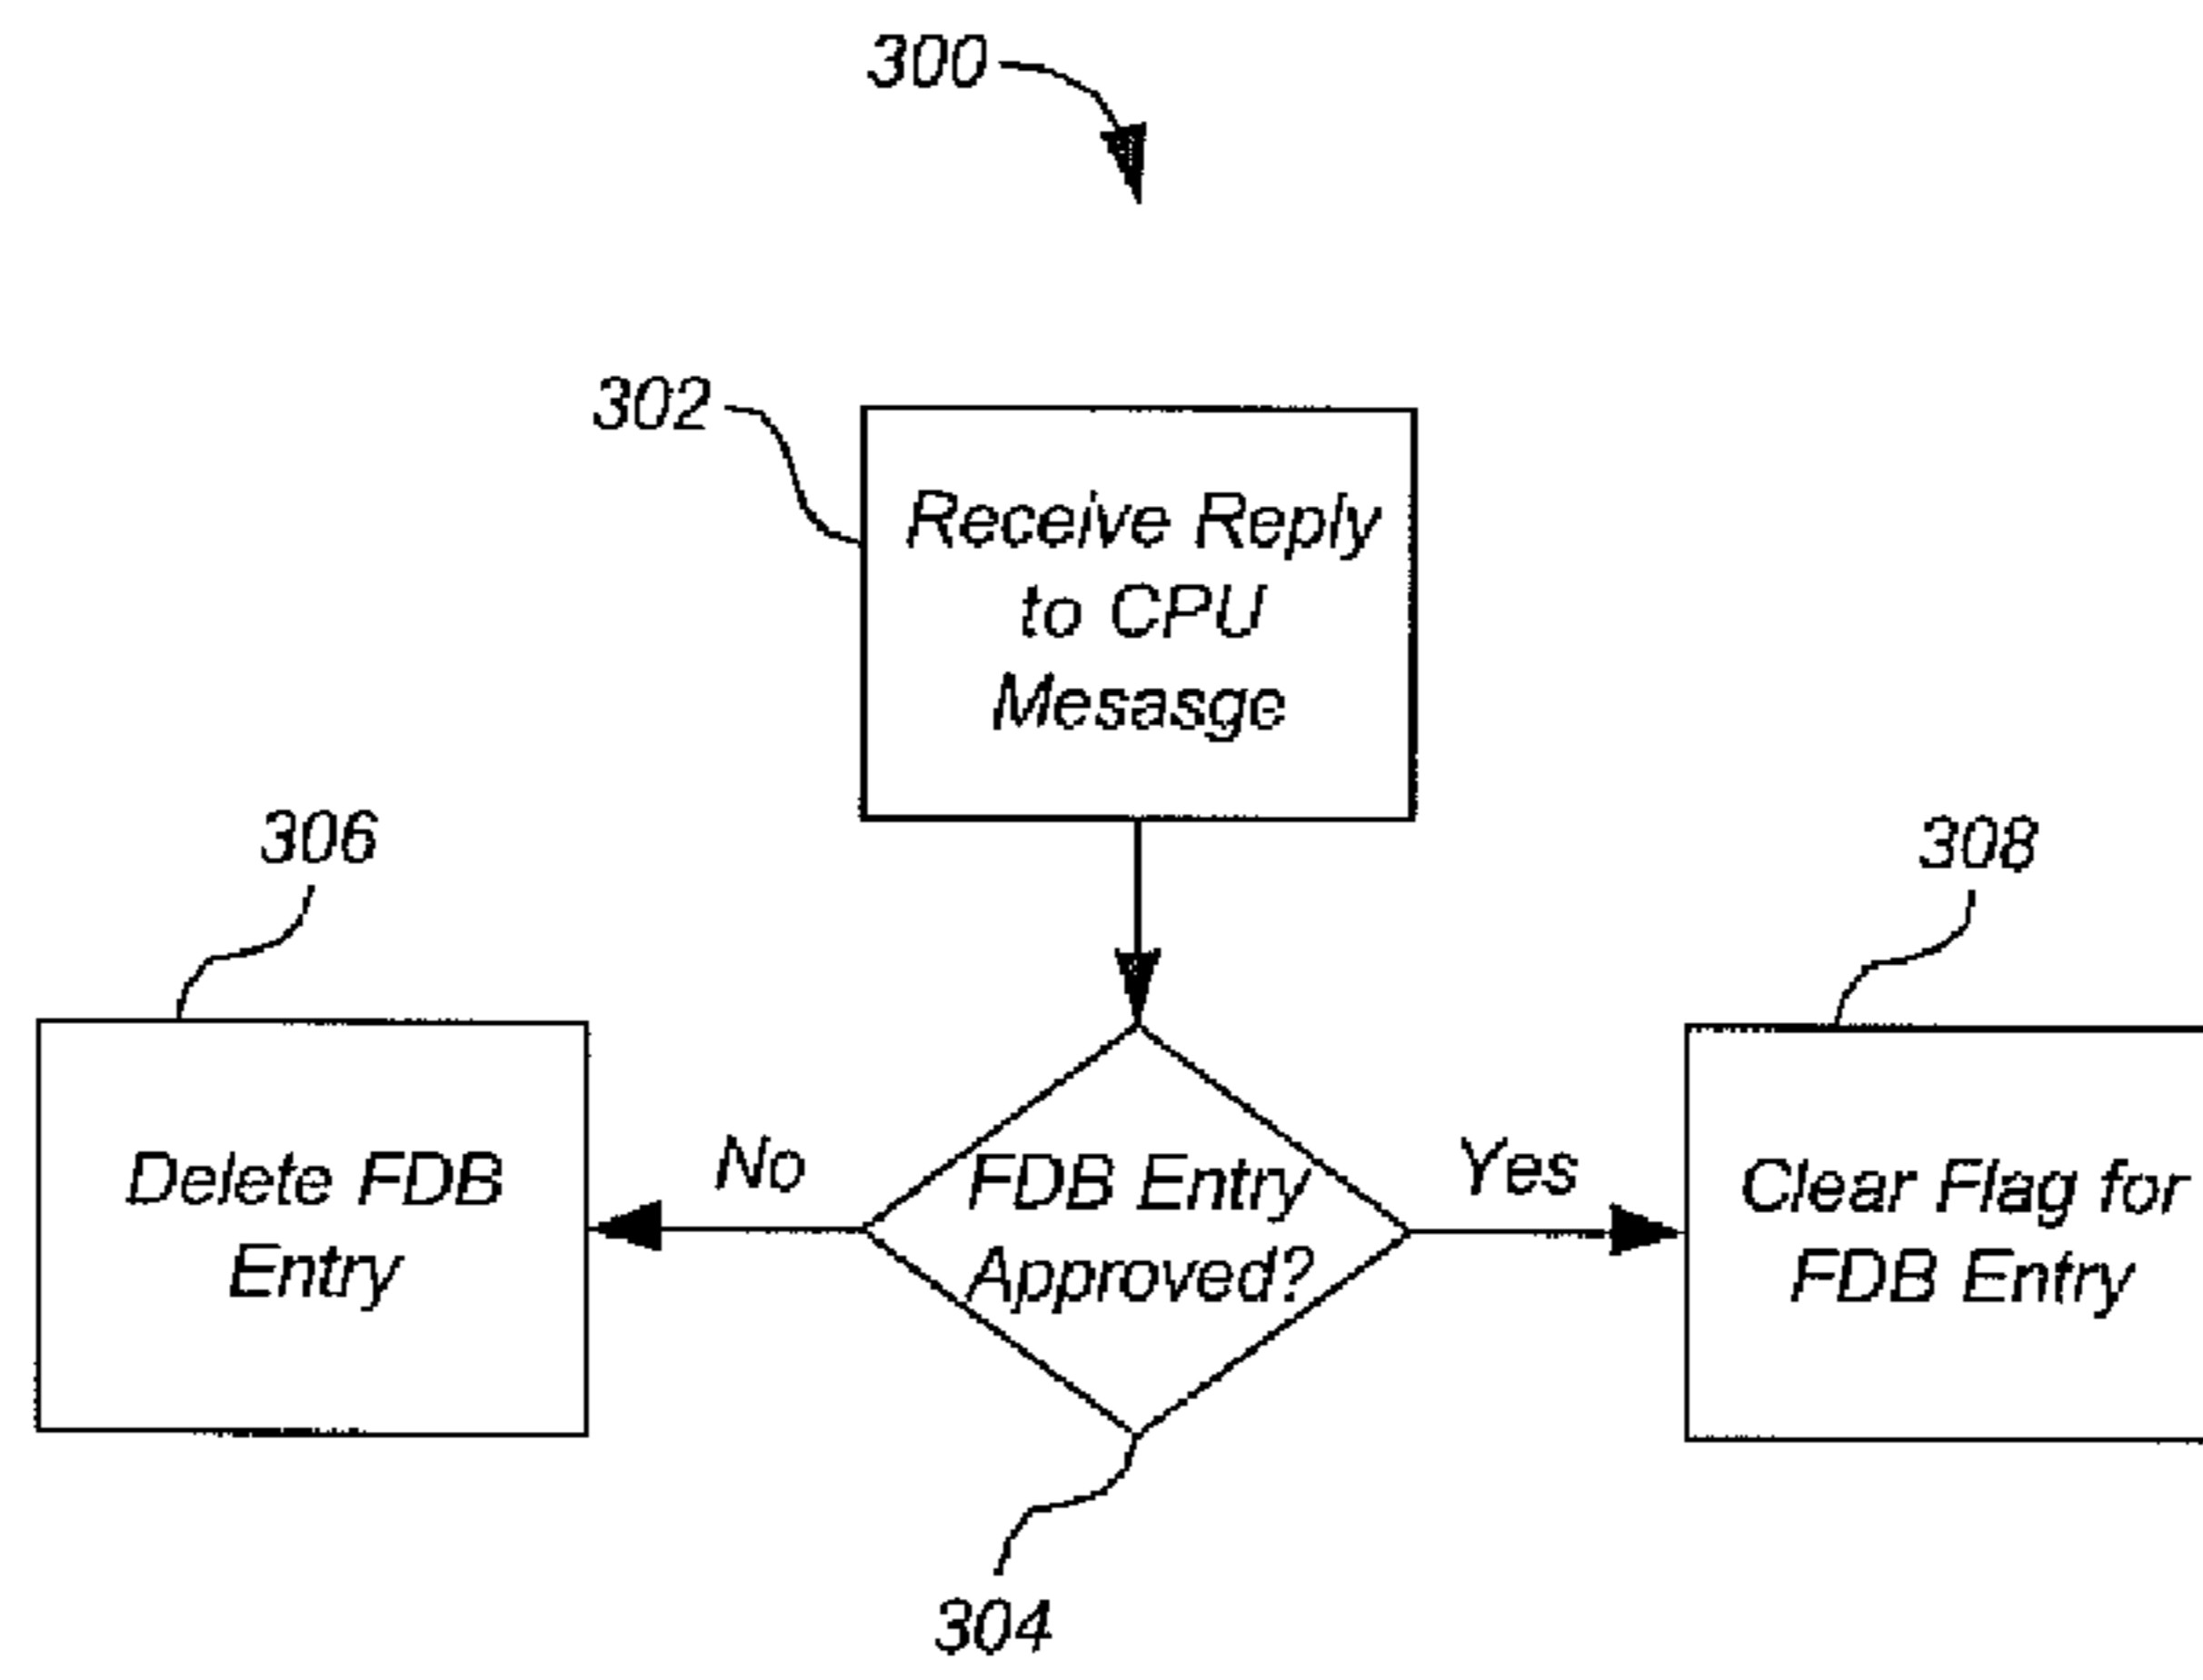 300
302
Receive Reply
to CPU
Mesasge
306
308
Delete FDB
Entry
No
FDB Entry
Approved?
Yes
Clear Flag for
FDB Entry
304